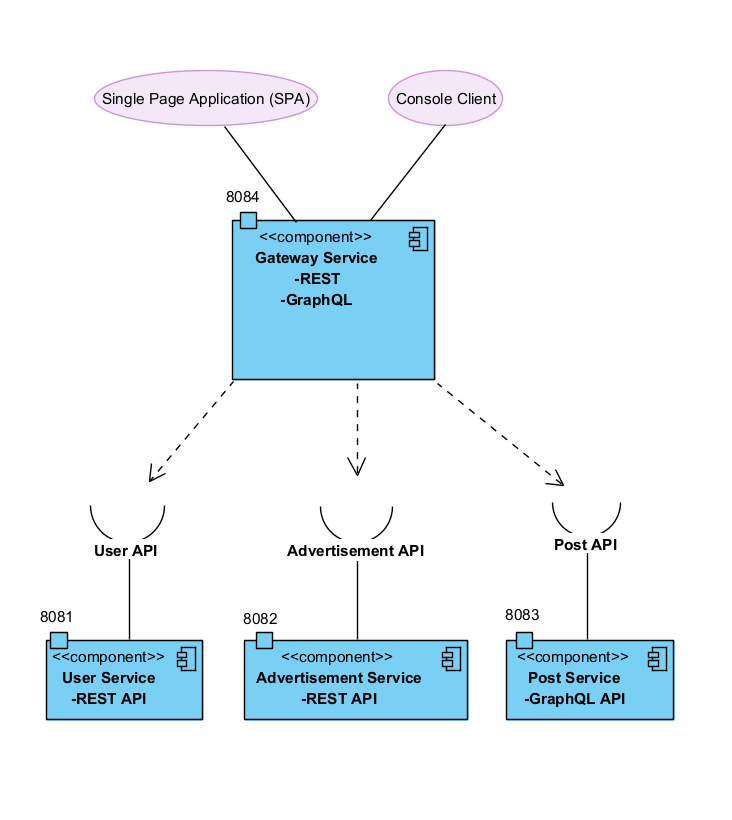 Single Page Application (SPA)
Console Client
8084
<<component>>
Gateway Service
-REST
-GraphQL
User API
Advertisement API
Post API
8081
<<component>>
User Service
-REST API
8082
<<component>>
Advertisement Service
-REST API
8083
<<component>>
Post Service
-GraphQL API